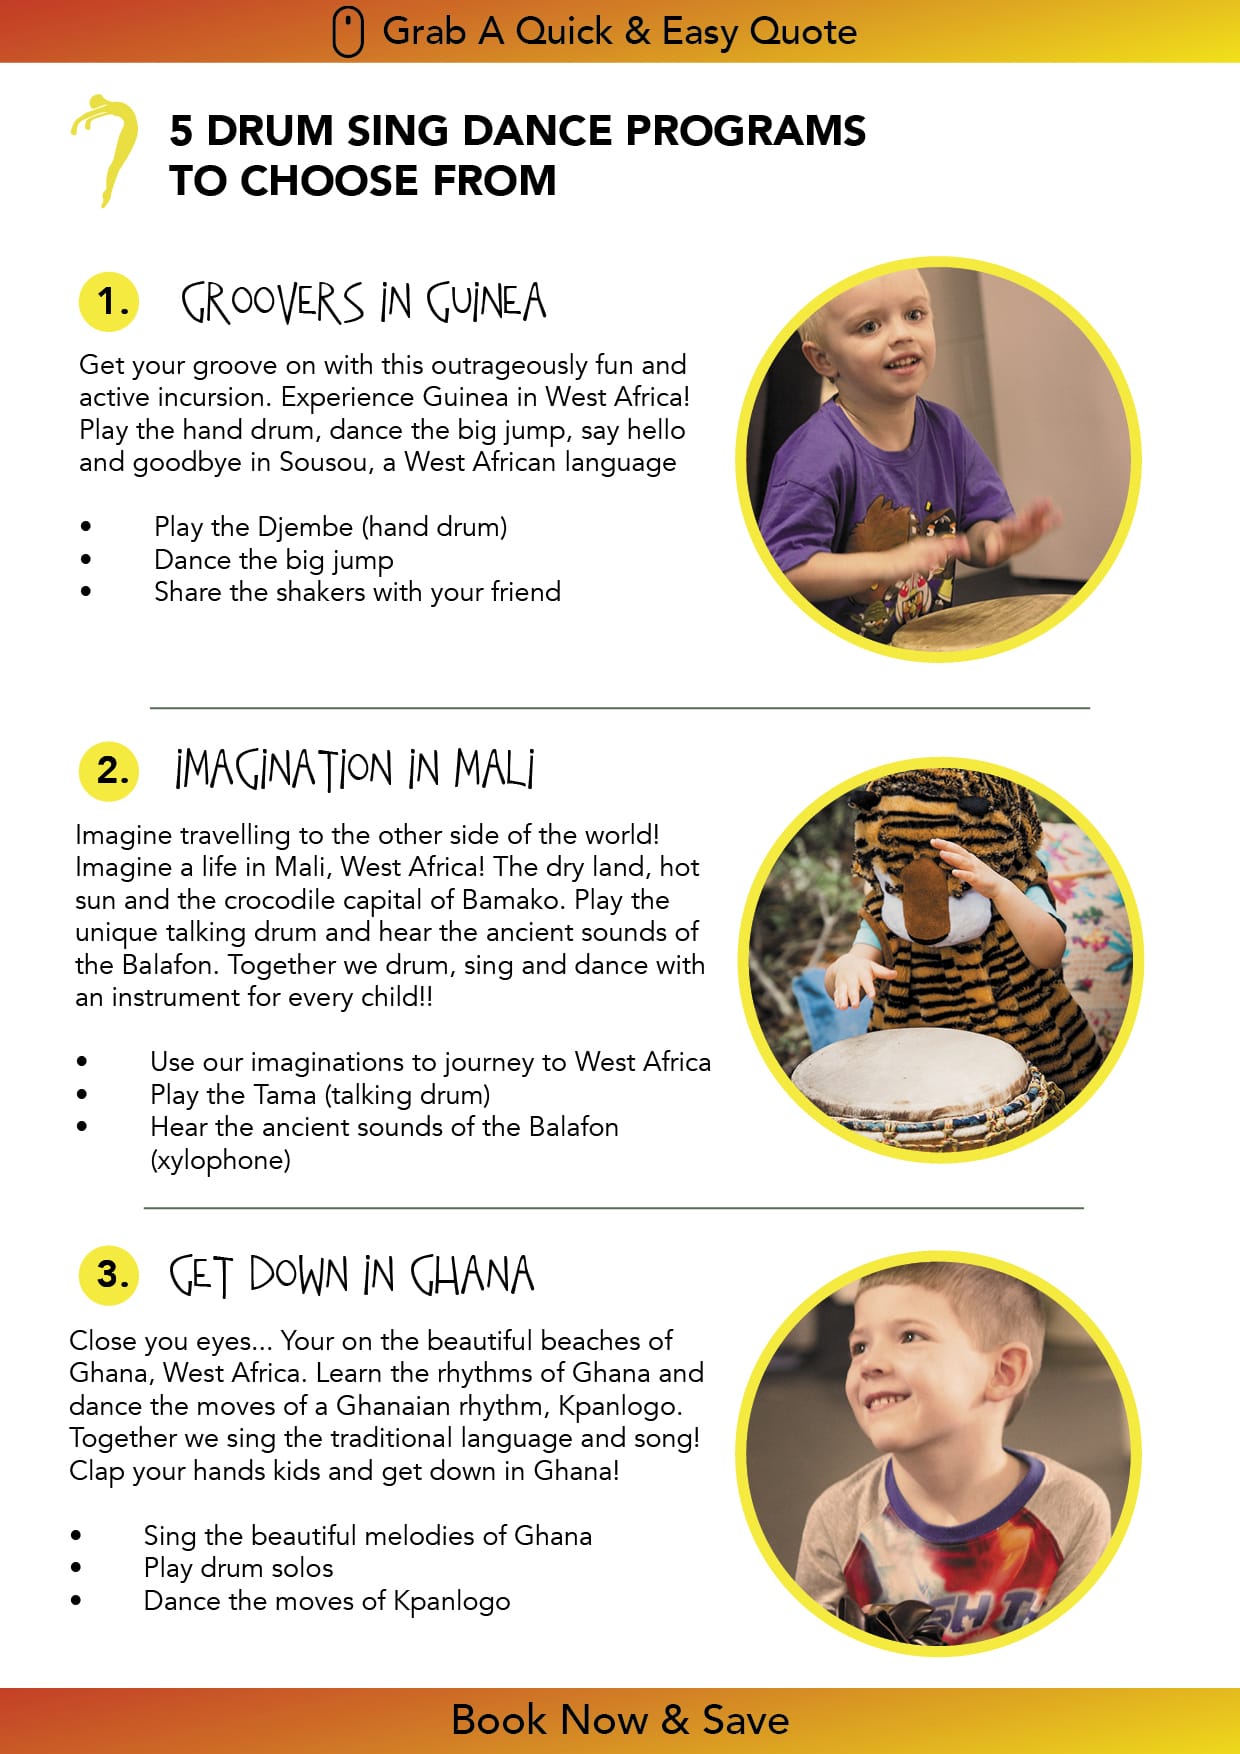 Grab A Quick & Easy Quote
5 DRUM SING DANCE PROGRAMS
TO CHOOSE FROM
1. GROOVERS IN GUINEA
Get your groove on with this outrageously fun and
active incursion. Experience Guinea in West Africa!
Play the hand drum, dance the big jump, say hello
and goodbye in Sousou, a West African language
• Play the Djembe (hand drum)
• Dance the big jump
• Share the shakers with your friend
2. IMAGINATION IN MALI
Imagine travelling to the other side of the world!
Imagine a life in Mali, West Africa! The dry land, hot
sun and the crocodile capital of Bamako. Play the
unique talking drum and hear the ancient sounds of
the Balafon. Together we drum, sing and dance with
an instrument for every child!!
• Use our imaginations to journey to West Africa
• Play the Tama (talking drum)
• Hear the ancient sounds of the Balafon
(xylophone)
3. GET DOWN IN GHANA
Close you eyes... Your on the beautiful beaches of
Ghana, West Africa. Learn the rhythms of Ghana and
dance the moves of a Ghanaian rhythm, Kpanlogo.
Together we sing the traditional language and song!
Clap your hands kids and get down in Ghana!
• Sing the beautiful melodies of Ghana
• Play drum solos
• Dance the moves of Kpanlogo
Book Now & Save